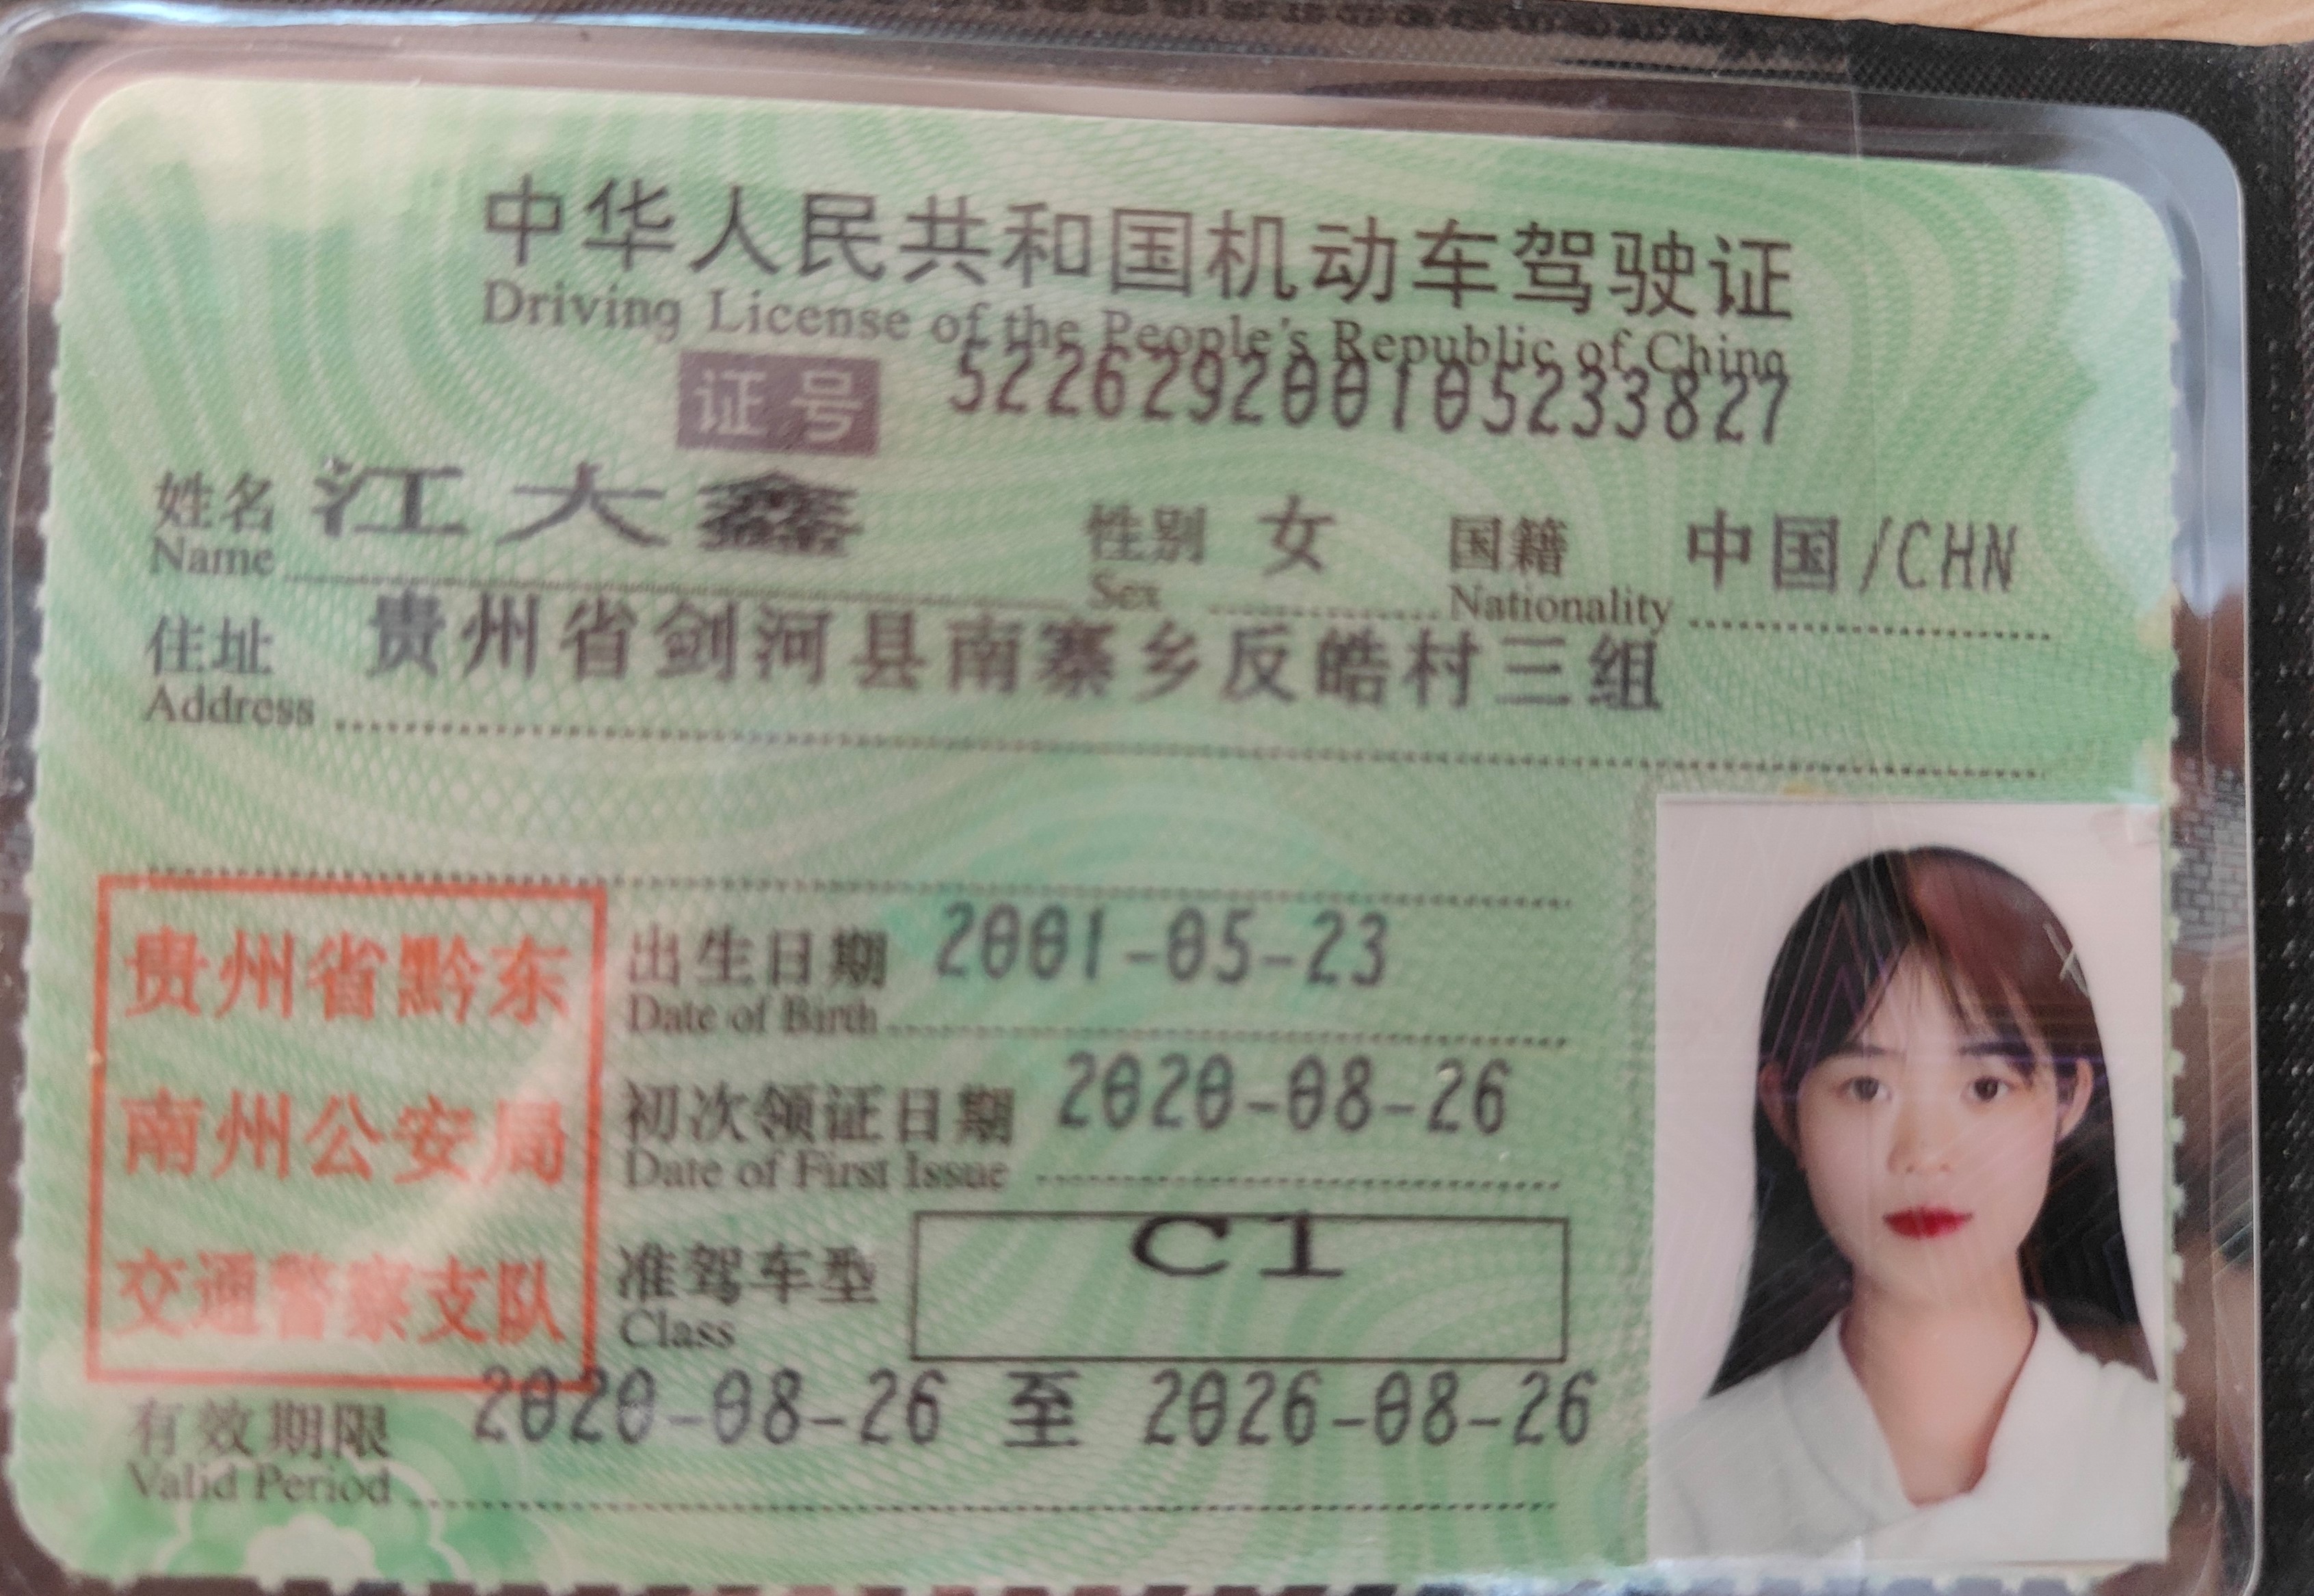 中华人民共和国机动车驾驶证
Driving License of the People's Republic of China
证号 522629200105233827
姓名 江大鑫 性别 女 国籍 中国/CHN
Name Sex Nationality
住址 贵州省剑河县南寨乡反皓村三组
Address
贵州省黔东
南州公安局
交通警察支队
出生日期 2001-05-23
Date of Birth
初次领证日期 2020-08-26
Date of First Issue
准驾车型 C1
Class
有效期限 2020-08-26 至 2026-08-26
Valid Period